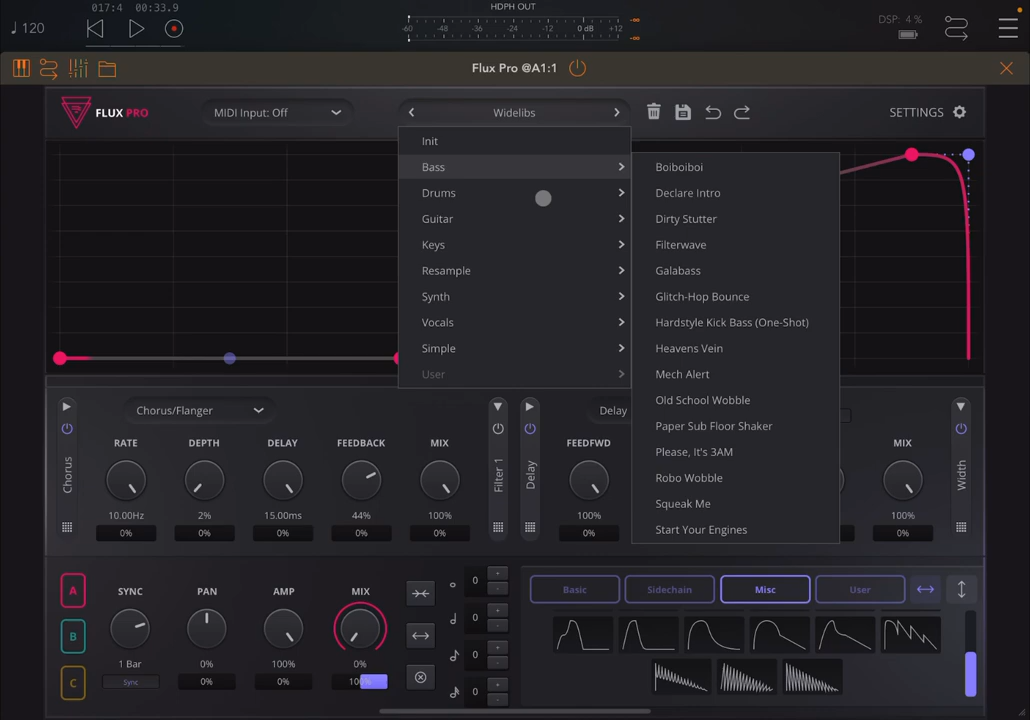 HDPH OUT
17:4 00:33.9
120
-60 -48 -36 -24 -12 0 dB +12
-∞
-∞
DSP: 4 %
Flux Pro @A1:1
FLUX PRO
MIDI Input: Off
Widelibs
SETTINGS
Init
Bass
Drums
Guitar
Keys
Resample
Synth
Vocals
Simple
User
Boiboiboi
Declare Intro
Dirty Stutter
Filterwave
Galabass
Glitch-Hop Bounce
Hardstyle Kick Bass (One-Shot)
Heavens Vein
Mech Alert
Old School Wobble
Paper Sub Floor Shaker
Please, It's 3AM
Robo Wobble
Squeak Me
Start Your Engines
Chorus
Chorus/Flanger
RATE DEPTH DELAY FEEDBACK MIX
10.00Hz 2% 15.00ms 44% 100%
0% 0% 0% 0% 0%
Filter 1
Delay
Delay
FEEDFWD
100%
0%
MIX
100%
0%
Width
A
B
C
SYNC PAN AMP MIX
1 Bar 0% 100% 0%
Sync 0% 0% 100%
0 + -
0 + -
0 + -
0 + -
Basic Sidechain Misc User